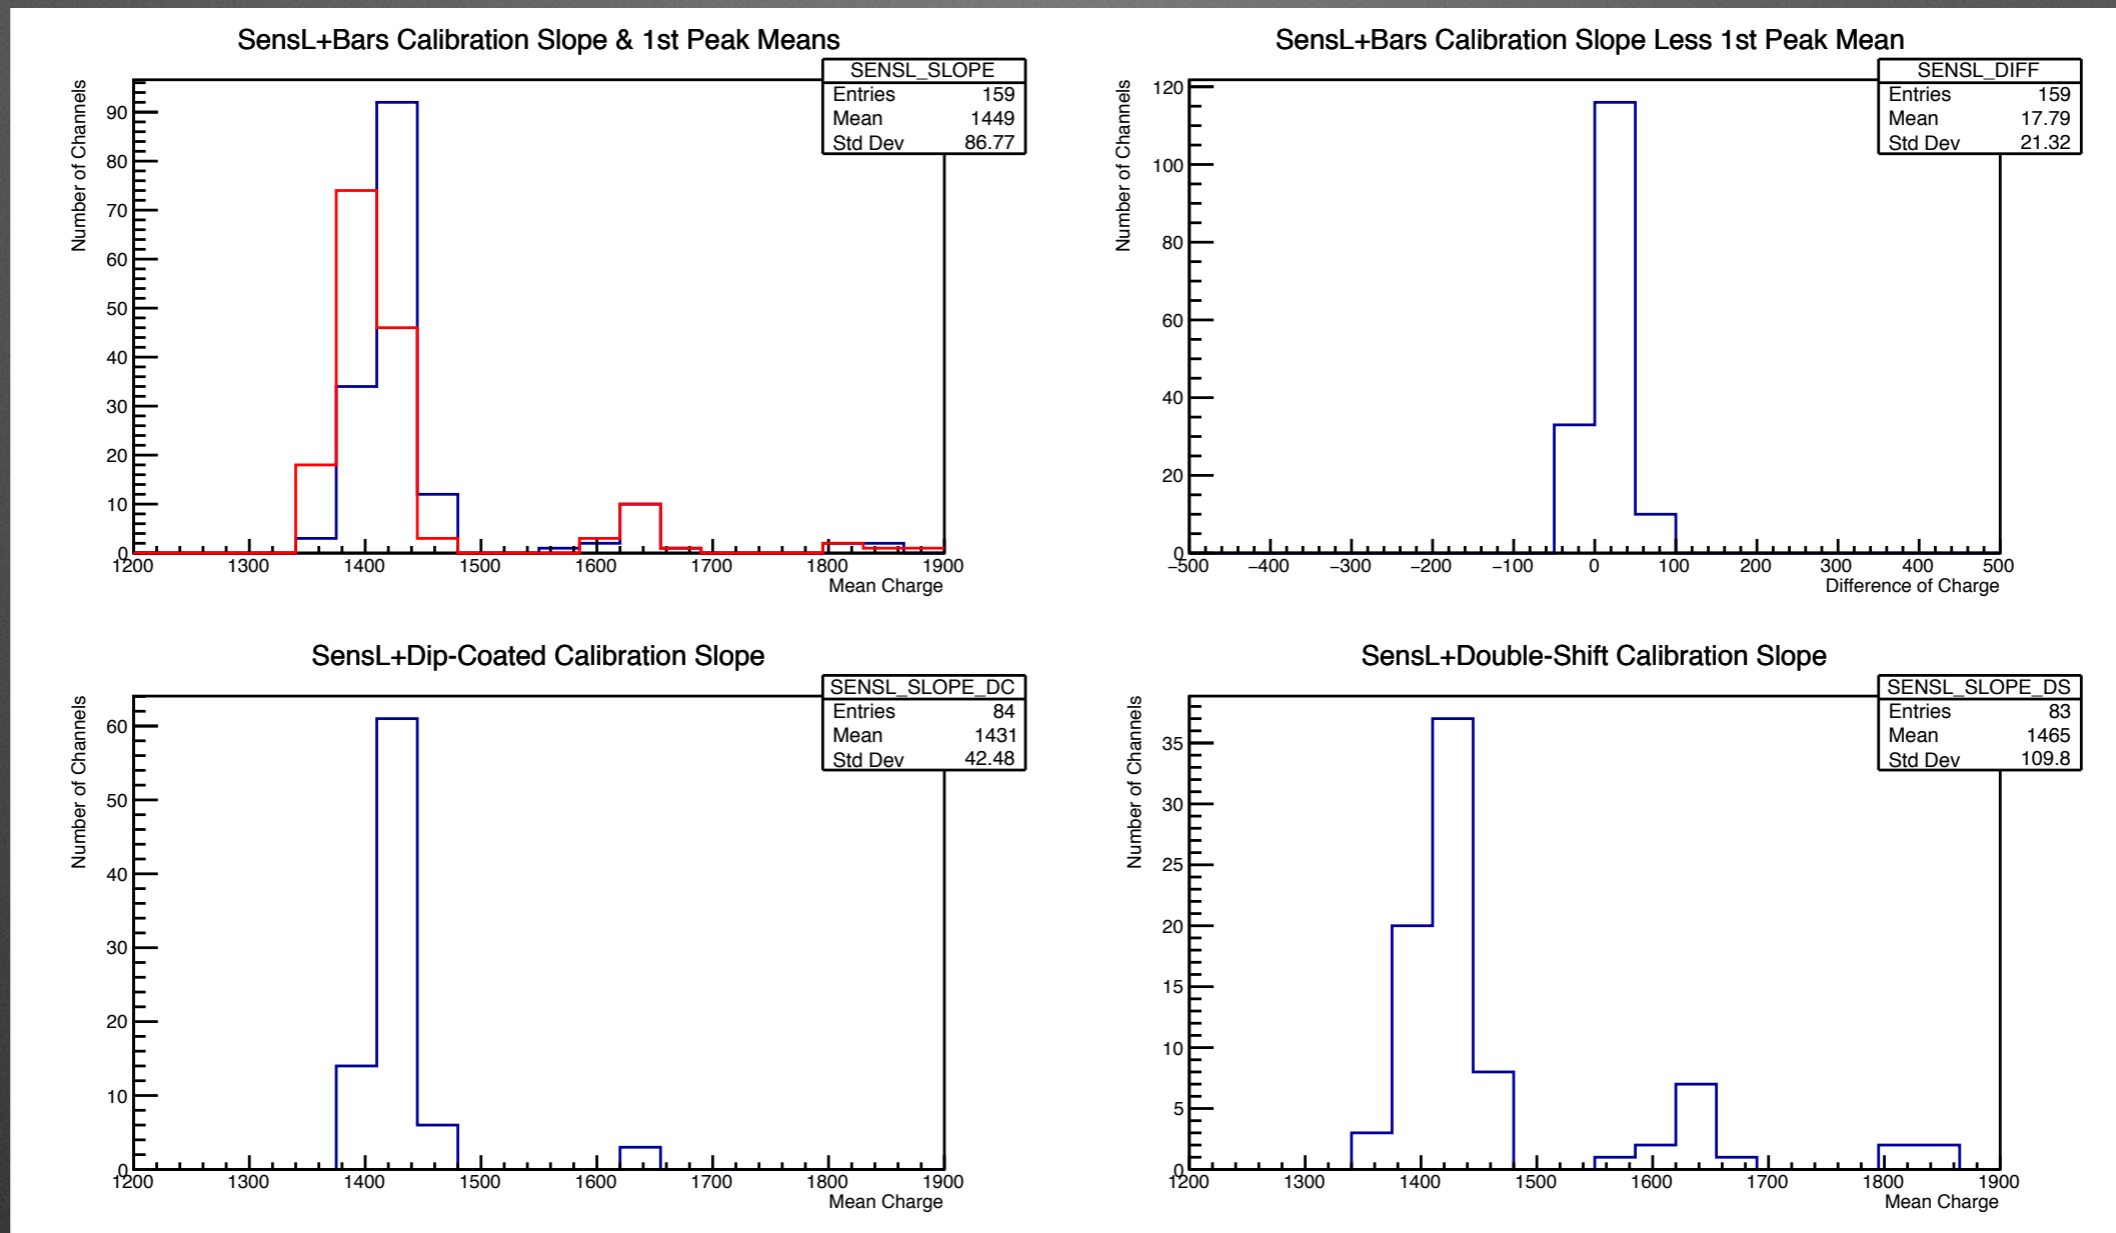 SensL+Bars Calibration Slope & 1st Peak Means
SENSL_SLOPE
Entries 159
Mean 1449
Std Dev 86.77
Number of Channels
90
80
70
60
50
40
30
20
10
0
1200 1300 1400 1500 1600 1700 1800 1900
Mean Charge
SensL+Bars Calibration Slope Less 1st Peak Mean
SENSL_DIFF
Entries 159
Mean 17.79
Std Dev 21.32
Number of Channels
120
100
80
60
40
20
0
−500 −400 −300 −200 −100 0 100 200 300 400 500
Difference of Charge
SensL+Dip-Coated Calibration Slope
SENSL_SLOPE_DC
Entries 84
Mean 1431
Std Dev 42.48
Number of Channels
60
50
40
30
20
10
0
1200 1300 1400 1500 1600 1700 1800 1900
Mean Charge
SensL+Double-Shift Calibration Slope
SENSL_SLOPE_DS
Entries 83
Mean 1465
Std Dev 109.8
Number of Channels
35
30
25
20
15
10
5
0
1200 1300 1400 1500 1600 1700 1800 1900
Mean Charge